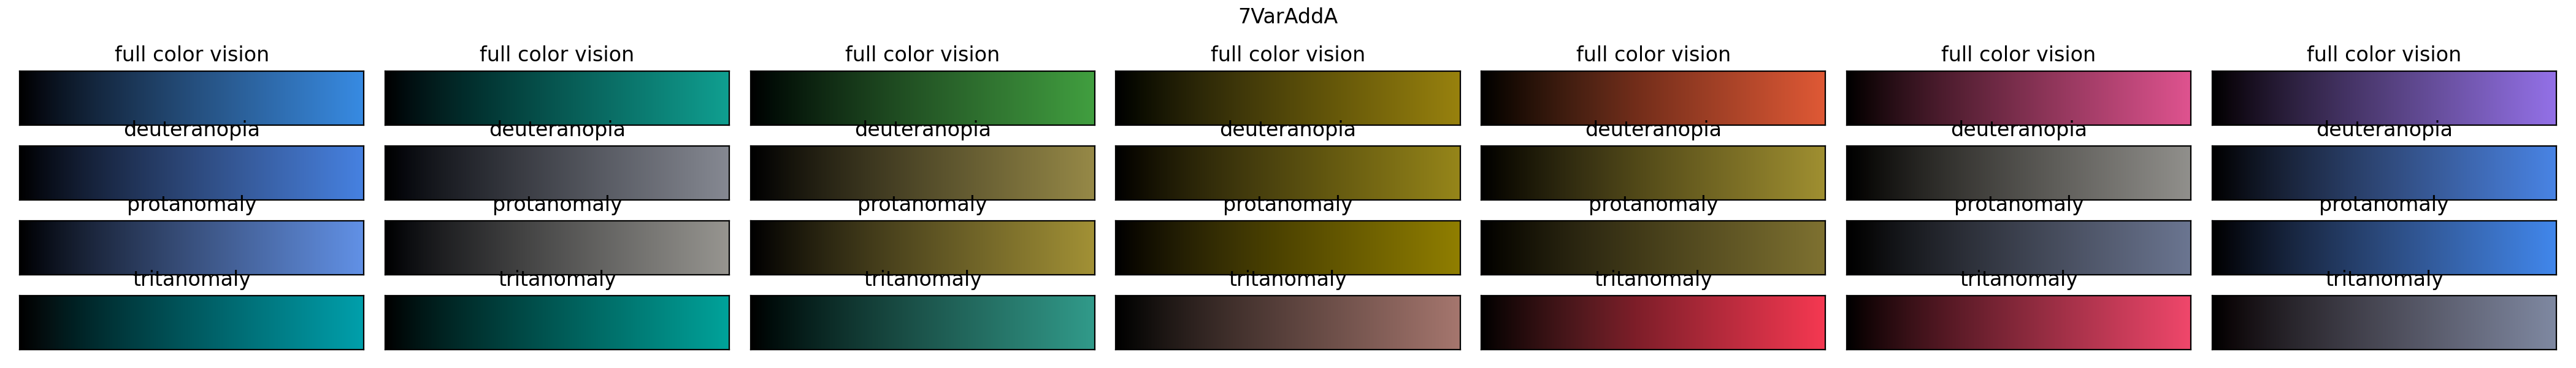 7VarAddA
full color vision full color vision full color vision full color vision full color vision full color vision full color vision
deuteranopia deuteranopia deuteranopia deuteranopia deuteranopia deuteranopia deuteranopia
protanomaly protanomaly protanomaly protanomaly protanomaly protanomaly protanomaly
tritanomaly tritanomaly tritanomaly tritanomaly tritanomaly tritanomaly tritanomaly